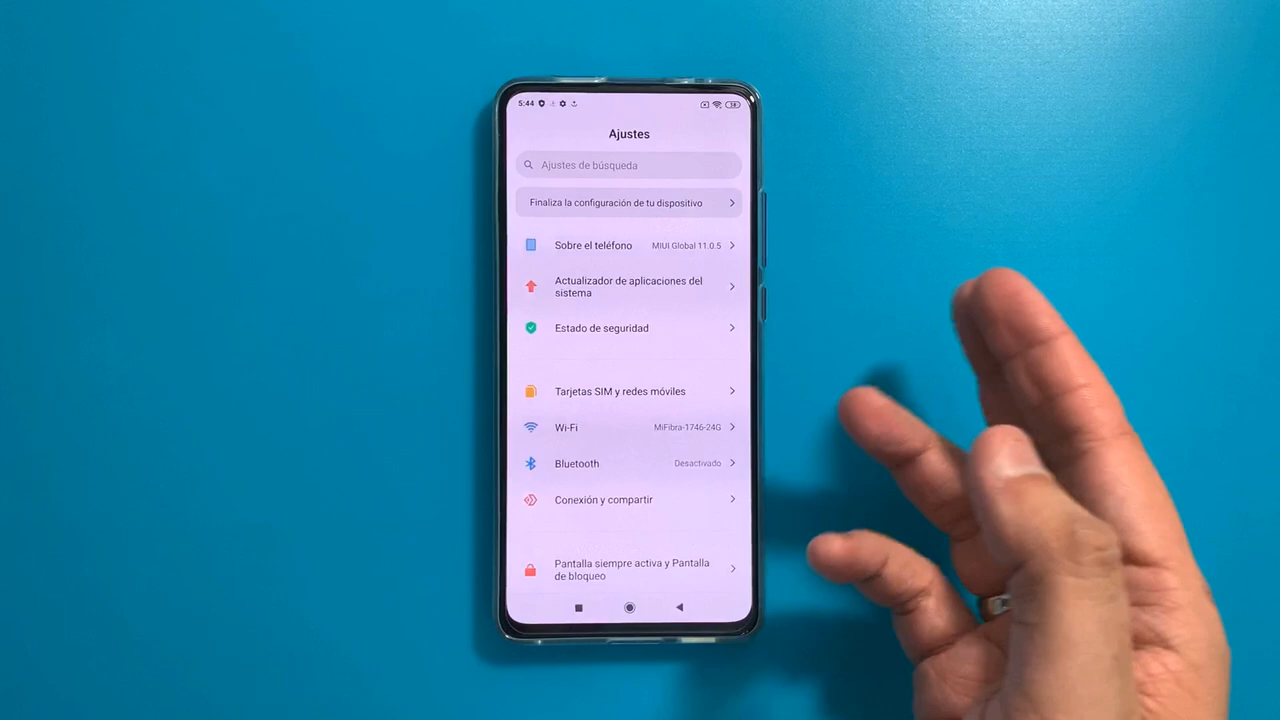 5:44
58
Ajustes
Ajustes de búsqueda
Finaliza la configuración de tu dispositivo
Sobre el teléfono MIUI Global 11.0.5
Actualizador de aplicaciones del
sistema
Estado de seguridad
Tarjetas SIM y redes móviles
Wi-Fi MiFibra-1746-24G
Bluetooth Desactivado
Conexión y compartir
Pantalla siempre activa y Pantalla
de bloqueo